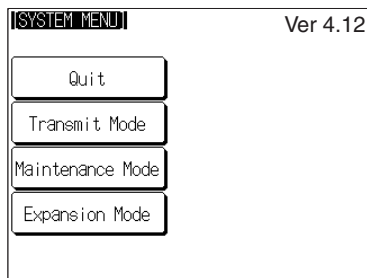 [SYSTEM MENU]
Ver 4.12
Quit
Transmit Mode
Maintenance Mode
Expansion Mode